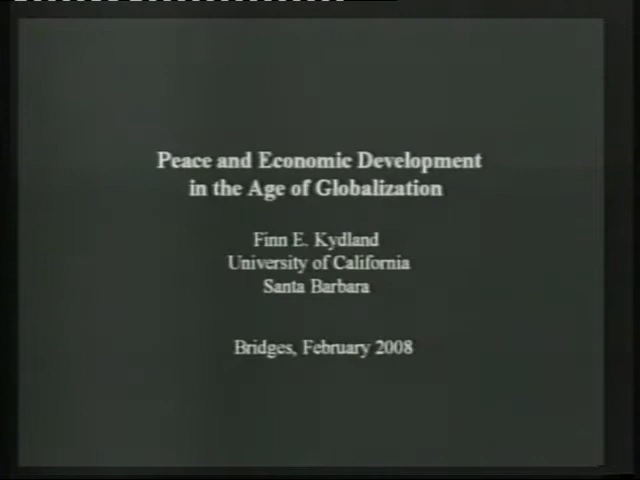 Peace and Economic Development
in the Age of Globalization
Finn E. Kydland
University of California
Santa Barbara
Bridges, February 2008